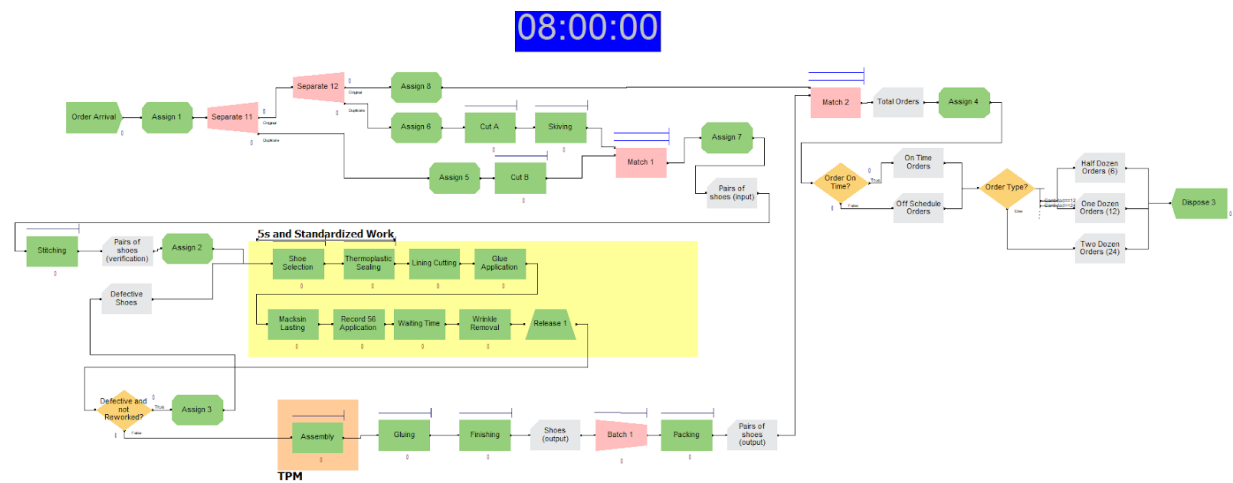 08:00:00
Order Arrival
Assign 1
Separate 11
Original
Duplicate
Separate 12
Original
Duplicate
Assign 8
Assign 6
Cut A
Skiving
Assign 5
Cut B
Match 1
Assign 7
Pairs of
shoes (input)
Match 2
Total Orders
Assign 4
Order On
Time?
True
False
On Time
Orders
Off Schedule
Orders
Order Type?
Else
Half Dozen
Orders (6)
One Dozen
Orders (12)
Two Dozen
Orders (24)
Dispose 3
Stitching
Pairs of
shoes
(verification)
Assign 2
Defective
Shoes
5s and Standardized Work
Shoe
Selection
Thermoplastic
Sealing
Lining Cutting
Glue
Application
Macksin
Lasting
Record 56
Application
Waiting Time
Wrinkle
Removal
Release 1
Defective and
not
Reworked?
True
False
Assign 3
Assembly
TPM
Gluing
Finishing
Shoes
(output)
Batch 1
Packing
Pairs of
shoes
(output)